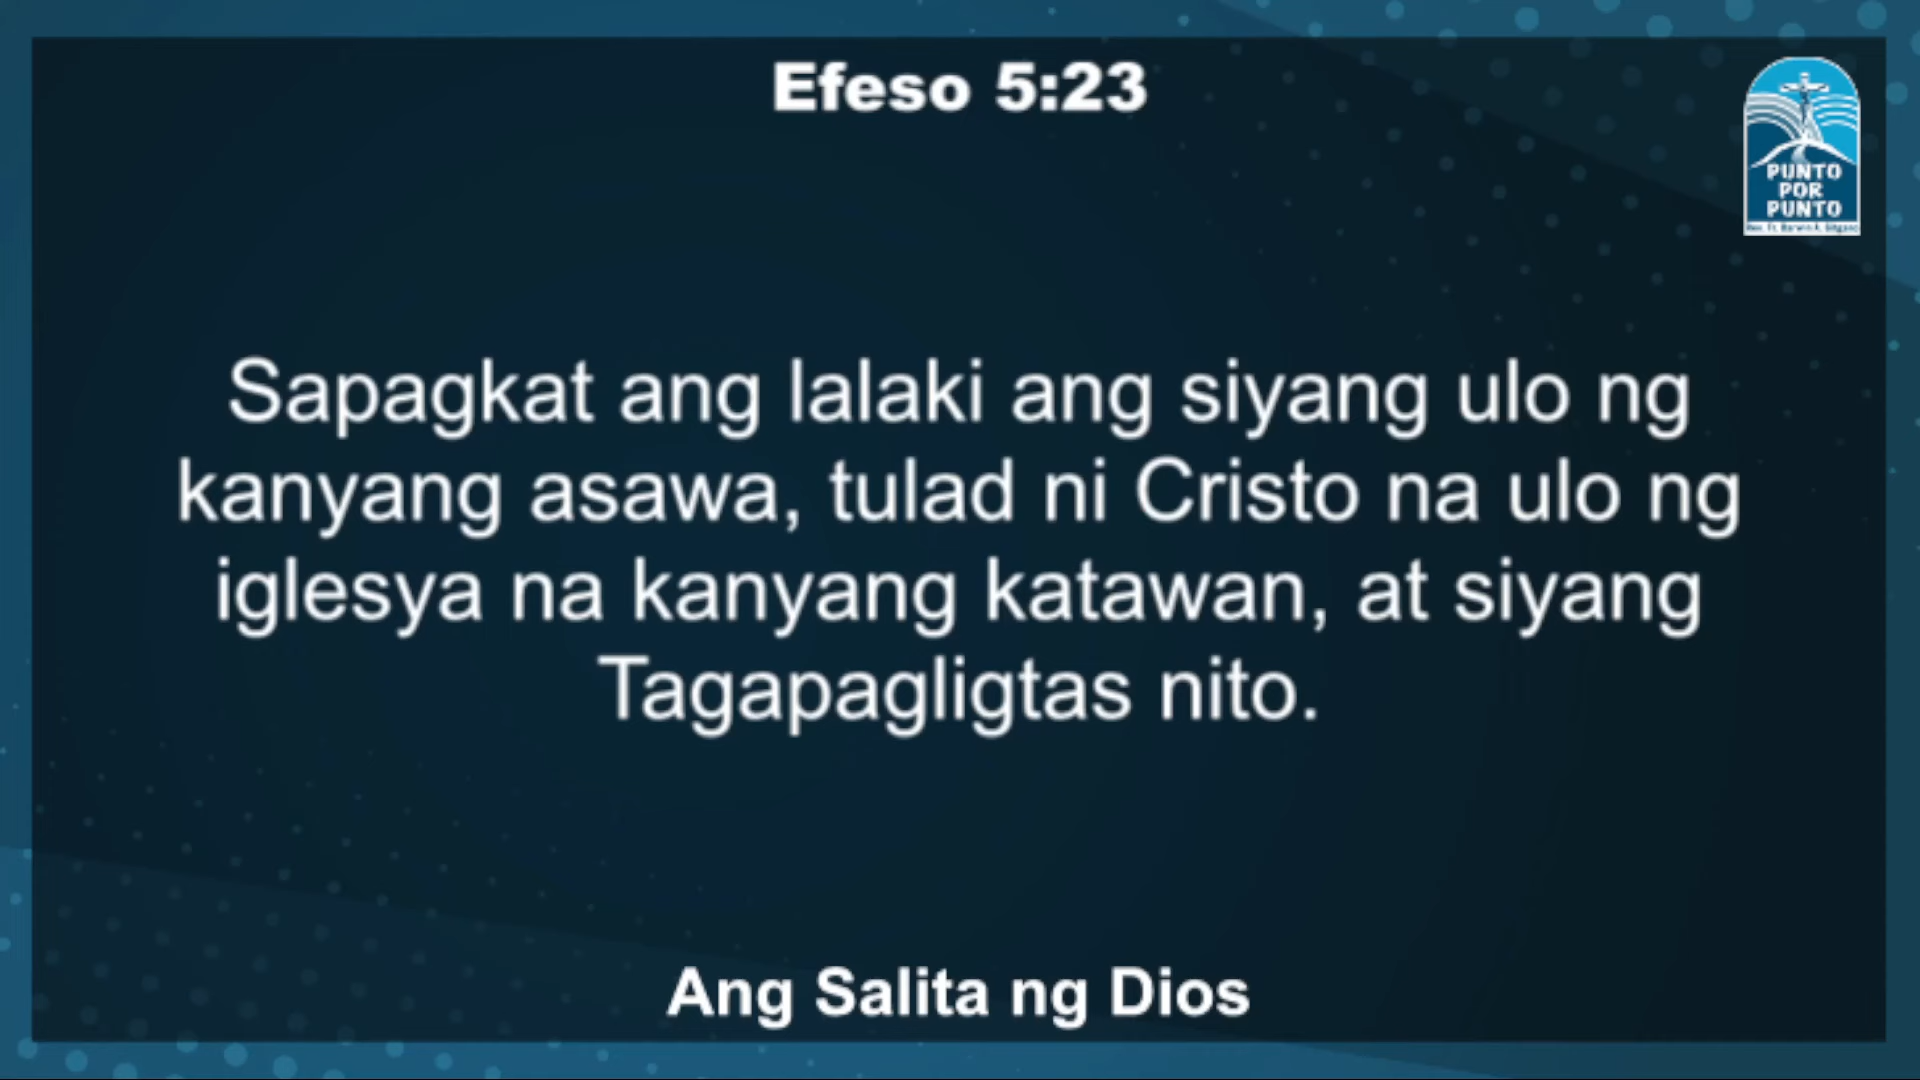 Efeso 5:23
PUNTO
POR
PUNTO
Sapagkat ang lalaki ang siyang ulo ng
kanyang asawa, tulad ni Cristo na ulo ng
iglesya na kanyang katawan, at siyang
Tagapagligtas nito.
Ang Salita ng Dios